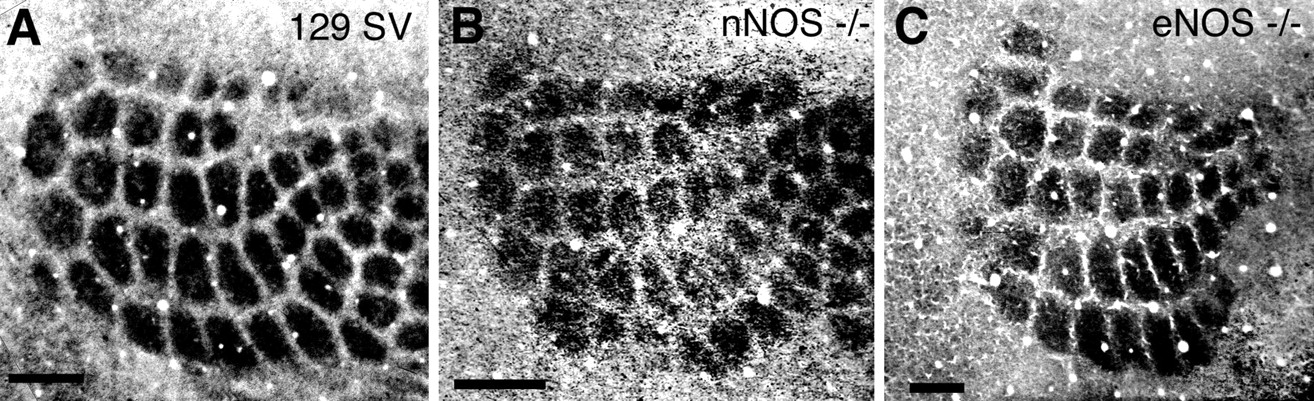 A 129 SV
B nNOS -/-
C eNOS -/-